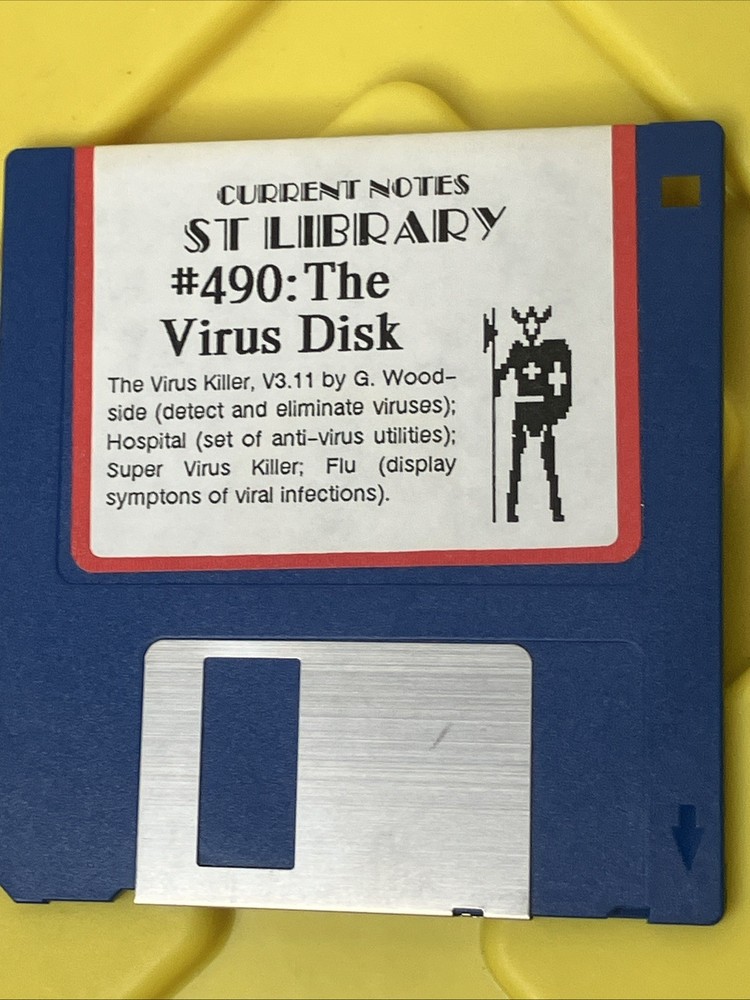 CURRENT NOTES
ST LIBRARY
#490: The
Virus Disk
The Virus Killer, V3.11 by G. Wood-
side (detect and eliminate viruses);
Hospital (set of anti-virus utilities);
Super Virus Killer; Flu (display
symptons of viral infections).